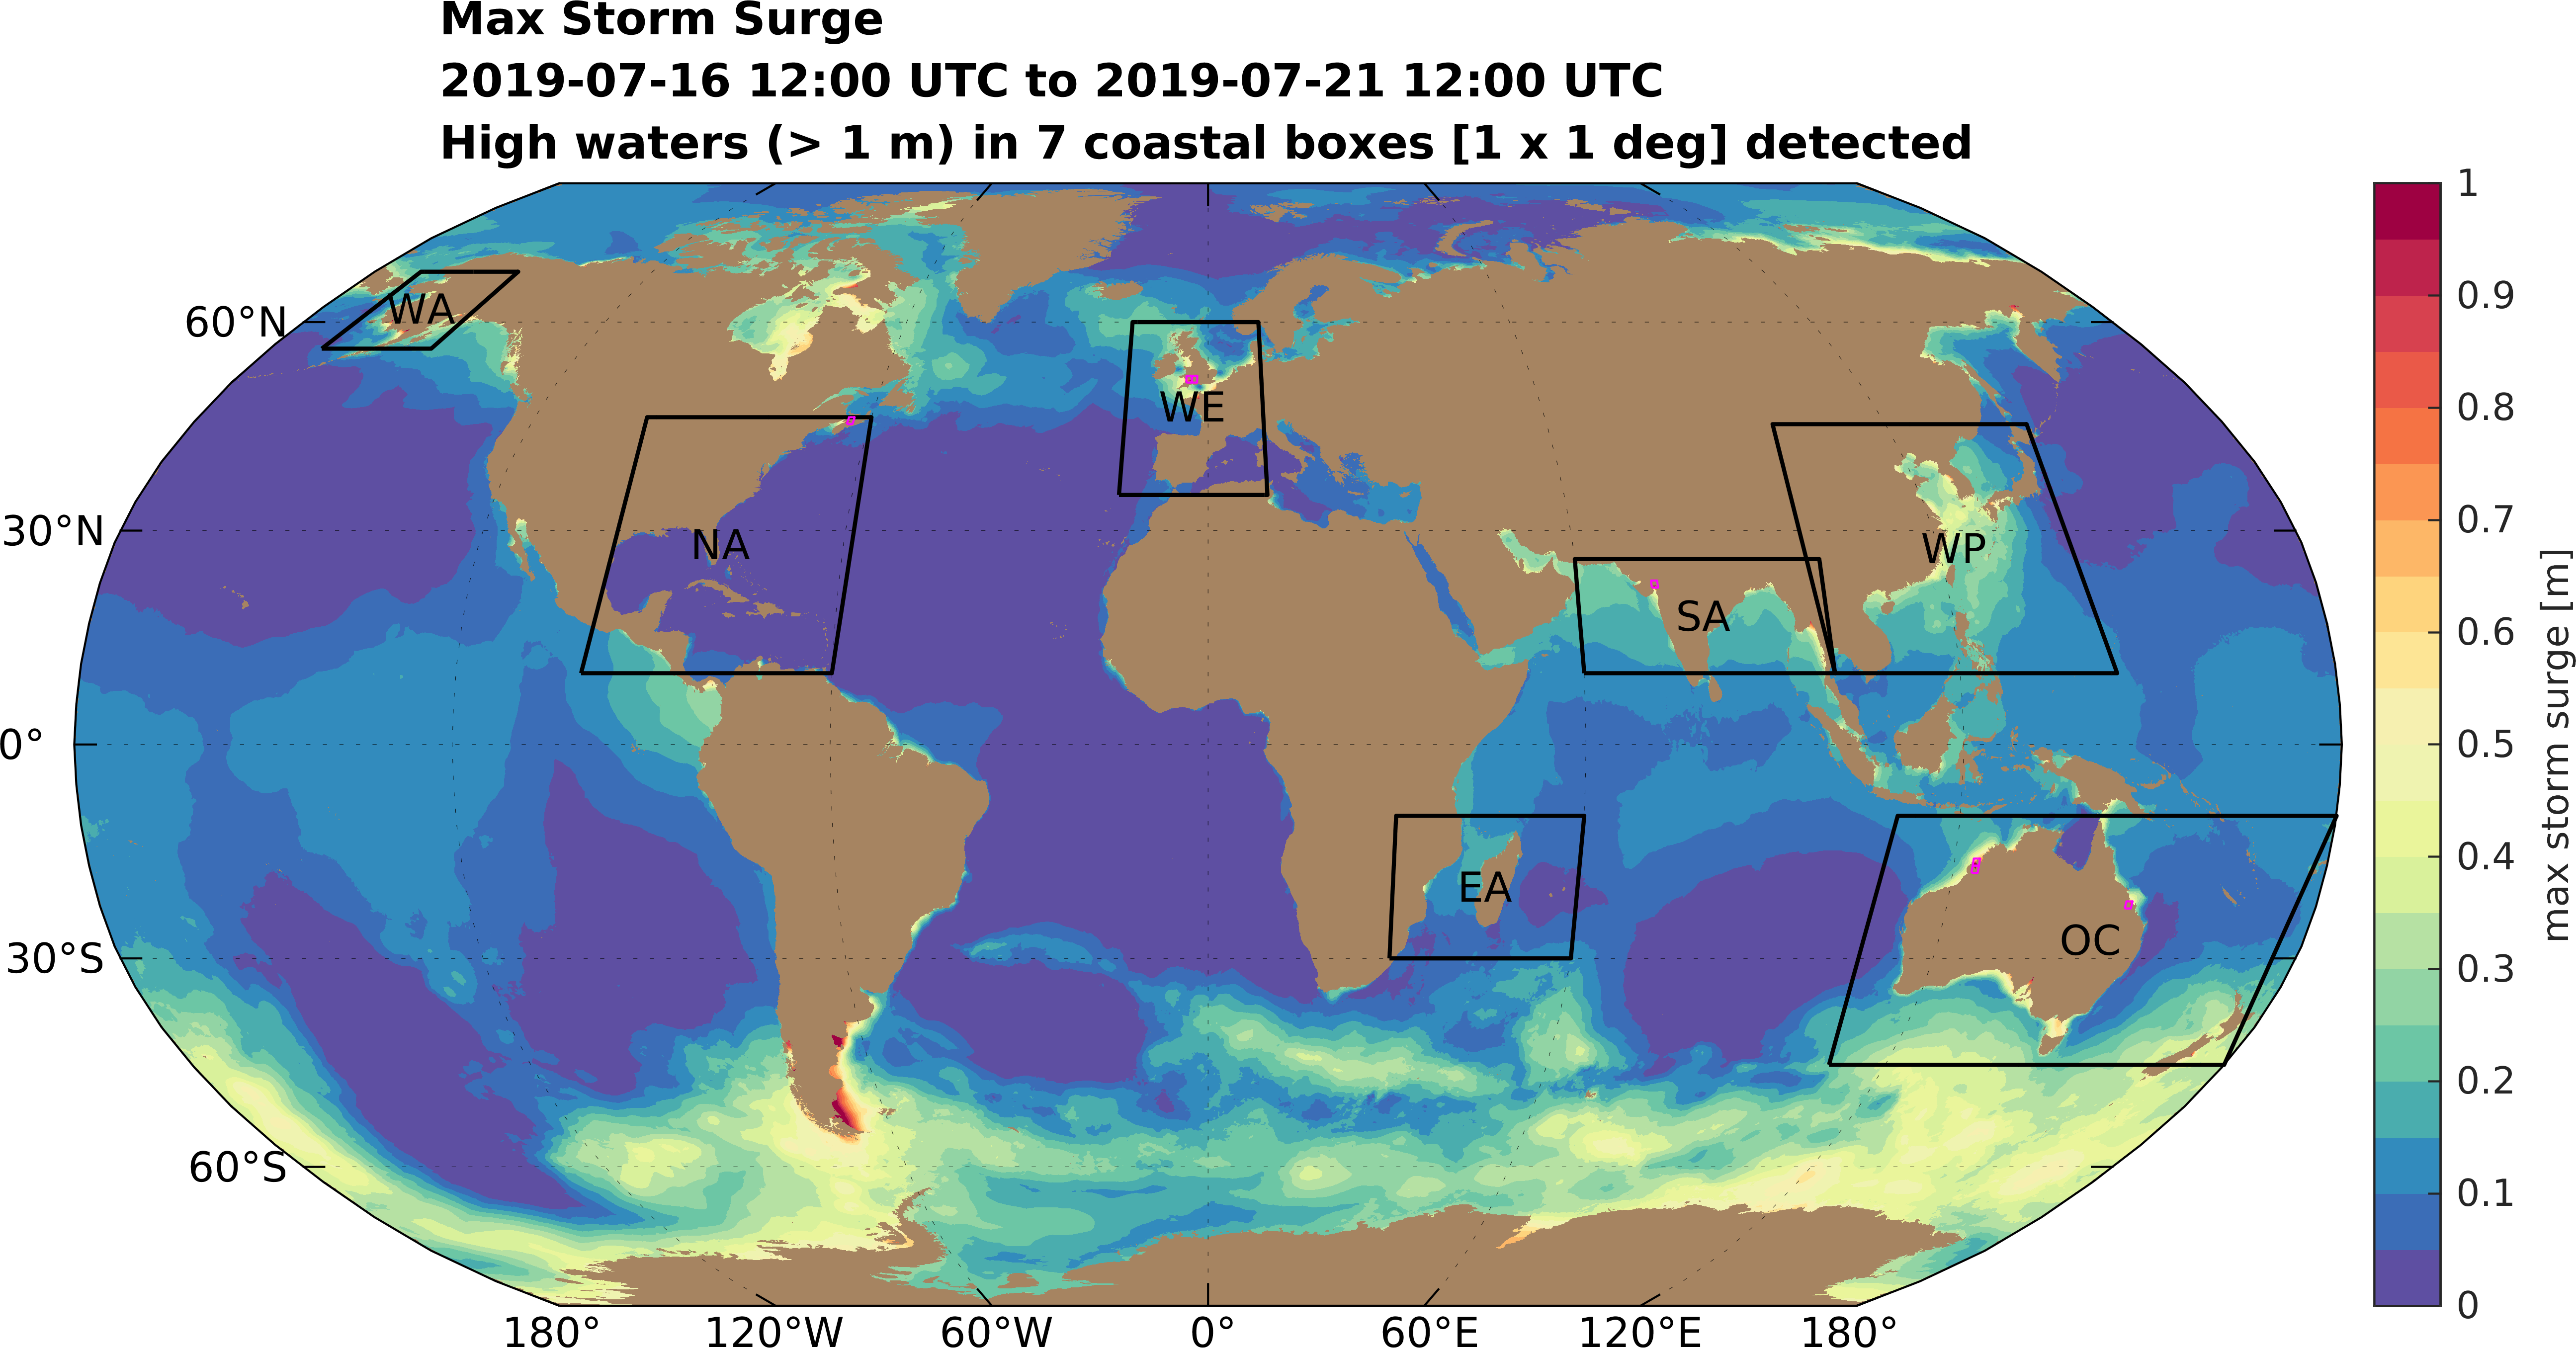 Max Storm Surge
2019-07-16 12:00 UTC to 2019-07-21 12:00 UTC
High waters (> 1 m) in 7 coastal boxes [1 x 1 deg] detected
60°N
30°N
0°
30°S
60°S
180°
120°W
60°W
0°
60°E
120°E
180°
WA
WE
NA
SA
WP
EA
OC
1
0.9
0.8
0.7
0.6
0.5
0.4
0.3
0.2
0.1
0
max storm surge [m]